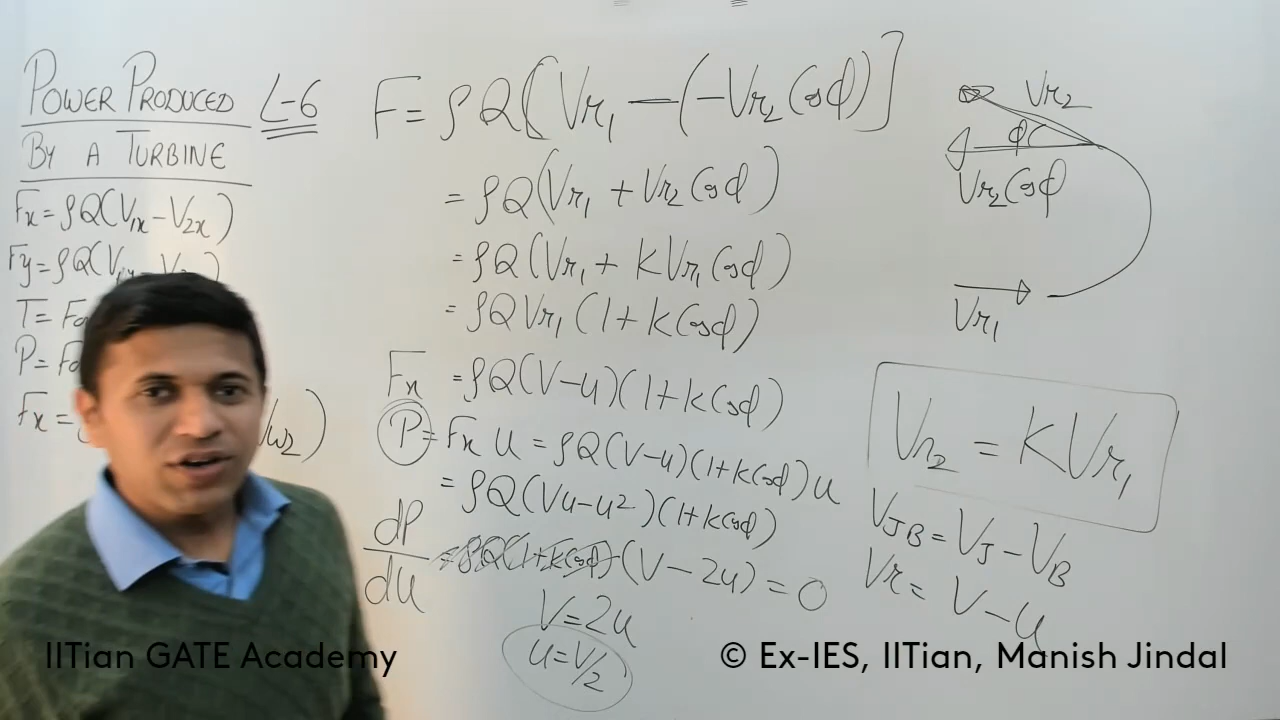 POWER PRODUCED L-6
BY A TURBINE
Fx = ρQ(V1x - V2x)
Fy = ρQ(V
T = F
P = F
Fx =
ω2)
F = ρQ[Vr1 - (-Vr2 Cosϕ)]
= ρQ(Vr1 + Vr2 Cosϕ)
= ρQ(Vr1 + KVr1 Cosϕ)
= ρQVr1 (1 + K Cosϕ)
Fx = ρQ(V-u)(1 + k Cosϕ)
P = Fx u = ρQ(V-u)(1 + k Cosϕ)u
= ρQ(Vu - u²)(1 + k Cosϕ)
dP/du = ρQ(1 + k Cosϕ)(V - 2u) = 0
V = 2u
u = V/2
Vr2
ϕ
Vr2 Cosϕ
Vr1
Vr2 = KVr1
VJB = VJ - VB
Vr = V - u
IITian GATE Academy
© Ex-IES, IITian, Manish Jindal